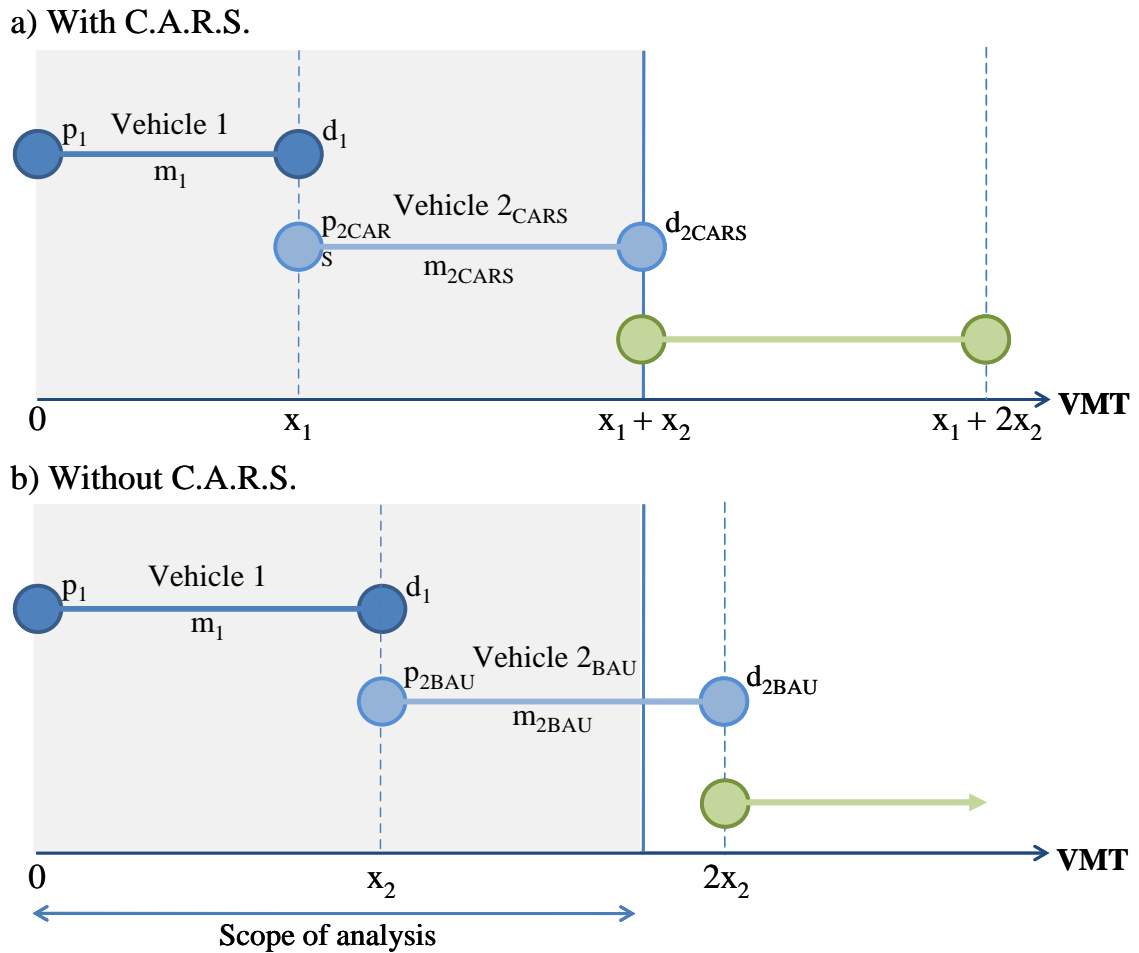 a) With C.A.R.S.
p1 Vehicle 1 d1
m1
Vehicle 2CARS
p2CAR
S
d2CARS
m2CARS
0 x1 x1 + x2 x1 + 2x2 VMT
b) Without C.A.R.S.
p1 Vehicle 1 d1
m1
p2BAU Vehicle 2BAU d2BAU
m2BAU
0 x2 2x2 VMT
Scope of analysis